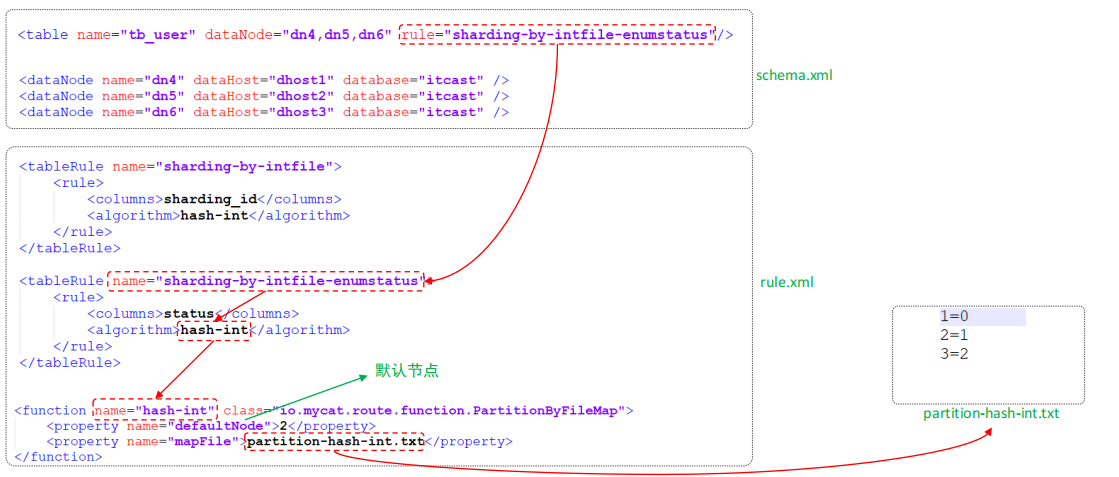 <table name="tb_user" dataNode="dn4,dn5,dn6" rule="sharding-by-intfile-enumstatus"/>
<dataNode name="dn4" dataHost="dhost1" database="itcast" />
<dataNode name="dn5" dataHost="dhost2" database="itcast" />
<dataNode name="dn6" dataHost="dhost3" database="itcast" />
schema.xml
<tableRule name="sharding-by-intfile">
<rule>
<columns>sharding_id</columns>
<algorithm>hash-int</algorithm>
</rule>
</tableRule>
<tableRule name="sharding-by-intfile-enumstatus"
<rule>
<columns>status</columns>
<algorithm>hash-int</algorithm>
</rule>
</tableRule>
rule.xml
默认节点
<function name="hash-int" class="io.mycat.route.function.PartitionByFileMap">
<property name="defaultNode">2</property>
<property name="mapFile">partition-hash-int.txt</property>
</function>
1=0
2=1
3=2
partition-hash-int.txt